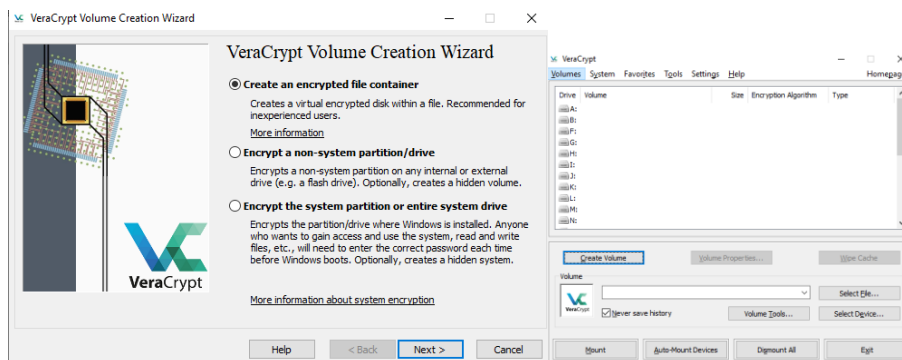 VeraCrypt Volume Creation Wizard
VeraCrypt Volume Creation Wizard
Create an encrypted file container
Creates a virtual encrypted disk within a file. Recommended for
inexperienced users.
More information
Encrypt a non-system partition/drive
Encrypts a non-system partition on any internal or external
drive (e.g. a flash drive). Optionally, creates a hidden volume.
Encrypt the system partition or entire system drive
Encrypts the partition/drive where Windows is installed. Anyone
who wants to gain access and use the system, read and write
files, etc., will need to enter the correct password each time
before Windows boots. Optionally, creates a hidden system.
More information about system encryption
VeraCrypt
Help < Back Next > Cancel
VeraCrypt
Volumes System Favorites Tools Settings Help Homepag
Drive Volume Size Encryption Algorithm Type
A:
B:
F:
G:
H:
I:
J:
K:
L:
M:
N:
Create Volume Volume Properties... Wipe Cache
Volume
VeraCrypt
Select File...
Never save history Volume Tools... Select Device...
Mount Auto-Mount Devices Dismount All Exit